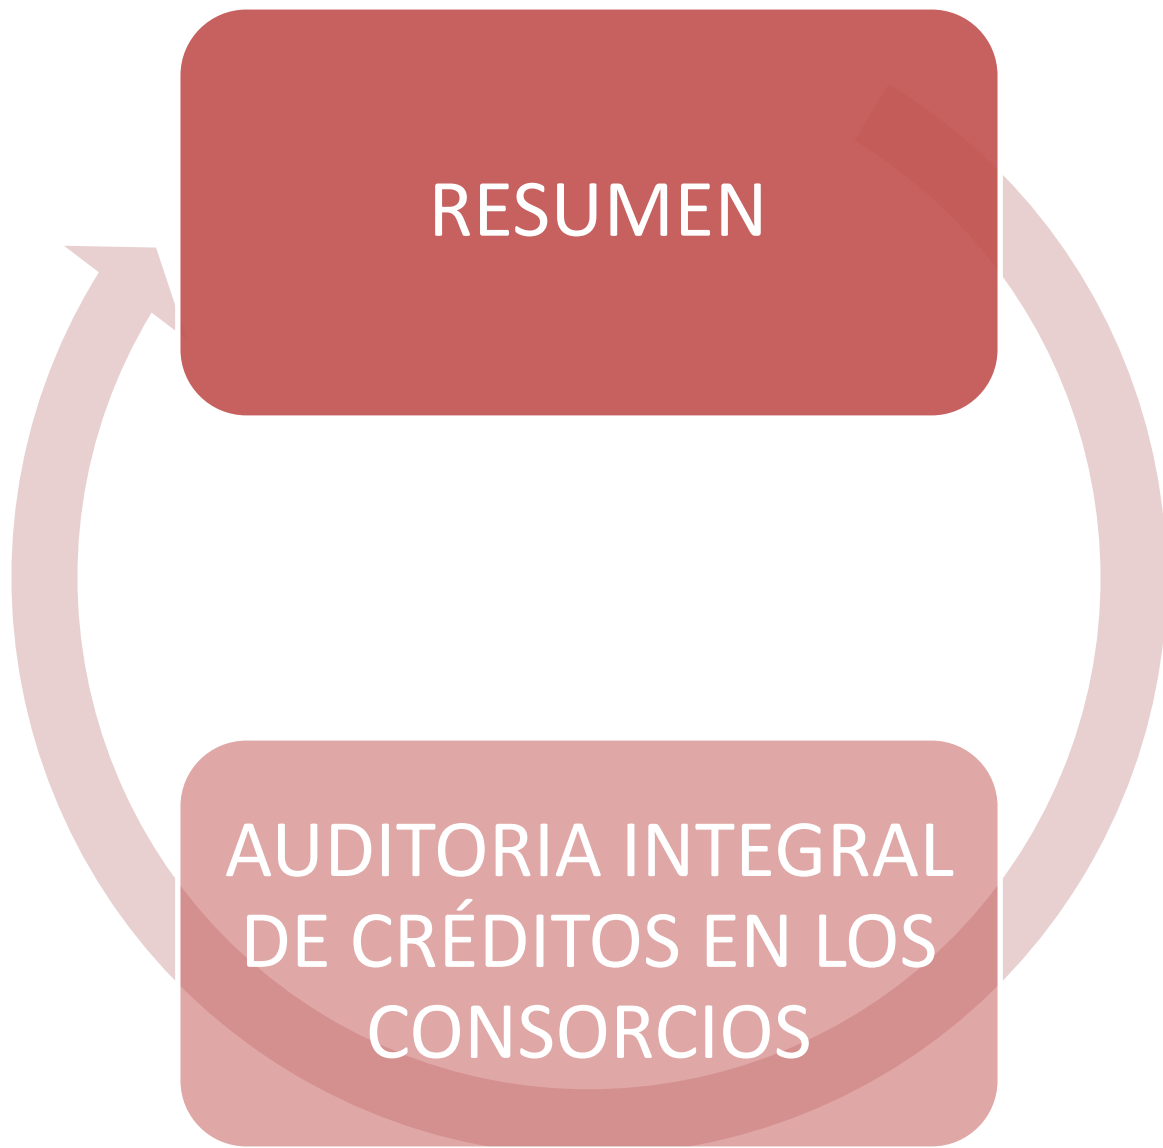 RESUMEN
AUDITORIA INTEGRAL
DE CRÉDITOS EN LOS
CONSORCIOS